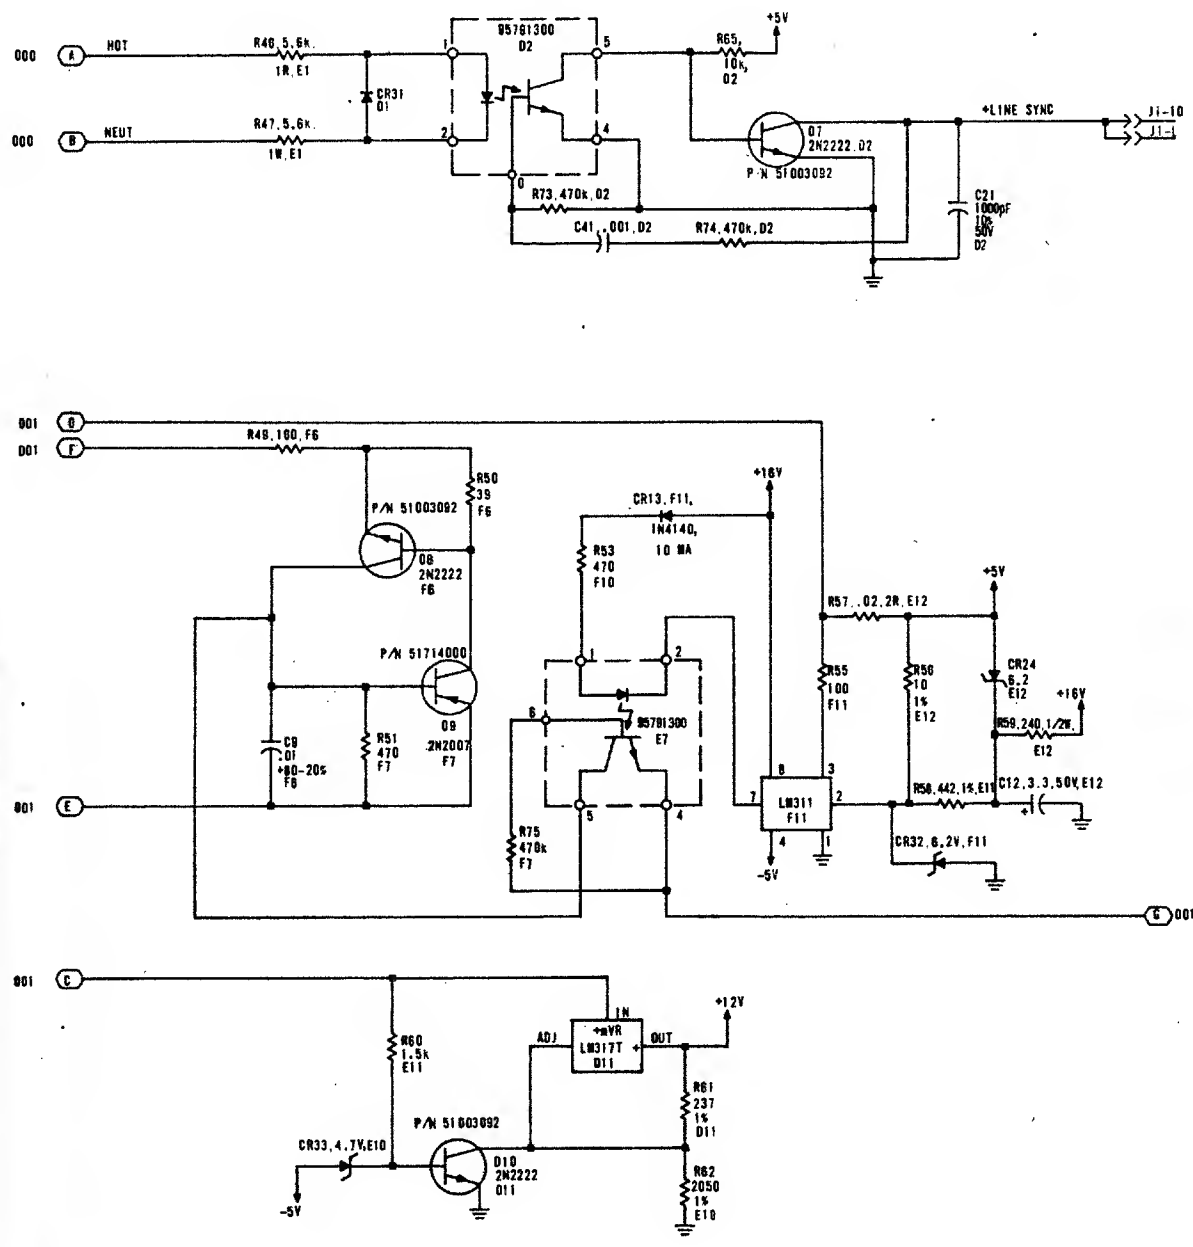 95781300
D2
+5V
000
A
HOT
R46,5.6k.
1R,E1
1
5
R65,
10k,
D2
CR31
D1
000
B
NEUT
R47,5.6k.
1W,E1
2
4
+LINE SYNC
J1-10
J1-1
07
2N2222,D2
P/N 51003092
R73,470k,D2
C41,.001,D2
R74,470k,D2
C21
1000pF
10%
50V
D2
001
D
001
F
R49,160,F6
R50
39
F6
P/N 51003092
08
2N2222
F6
CR13,F11,
1N4140,
10 MA
+16V
R53
470
F10
+5V
R57,.02,2R,E12
P/N 51714000
1
2
R55
100
F11
R56
10
1%
E12
CR24
6.2
E12
+16V
R59,240,1/2W,
E12
6
95781300
E7
09
2N2007
F7
C9
.01
+80-20%
F6
R51
470
F7
8
3
LM311
F11
7
2
R58,442,1%,E11
C12,3.3,50V,E12
+
001
E
5
4
R75
470k
F7
4
1
-5V
CR32,6.2V,F11
G
001
001
C
IN
+mVR
LM317T
D11
ADJ
OUT
+
+12V
R60
1.5k
E11
R61
237
1%
D11
P/N 51003092
CR33,4.7V,E10
D10
2N2222
D11
-5V
R62
2050
1%
E10